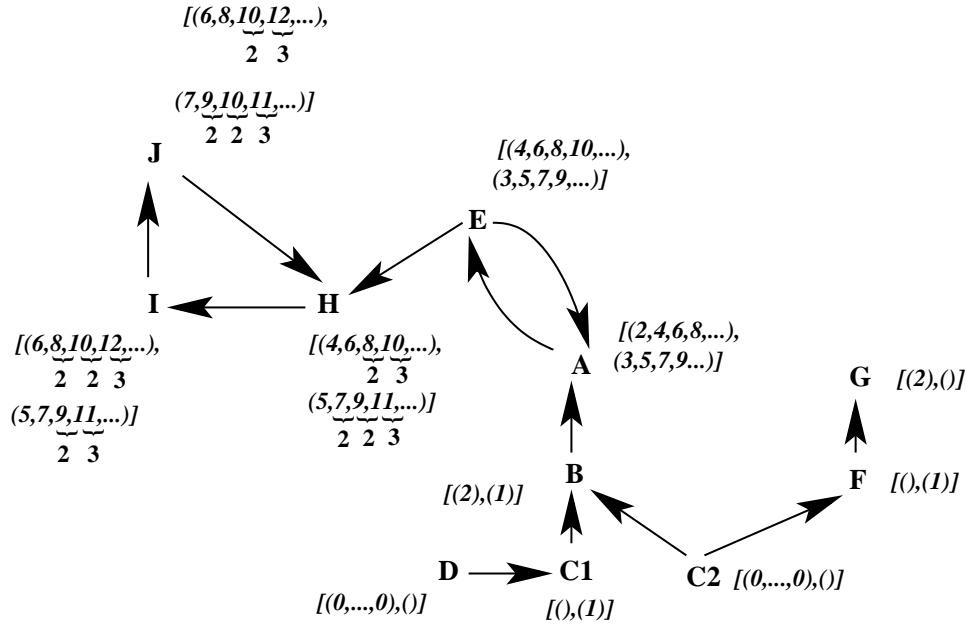 [(6,8,10,12,...),
2 3
(7,9,10,11,...)]
2 2 3
J
[(4,6,8,10,...),
(3,5,7,9,...)]
E
I
H
[(2,4,6,8,...),
(3,5,7,9...)]
A
[(6,8,10,12,...),
2 2 3
(5,7,9,11,...)]
2 3
[(4,6,8,10,...),
2 3
(5,7,9,11,...)]
2 2 3
G [(2),()]
B
[(2),(1)]
F [(),(1)]
D
[(0,...,0),()]
C1
[(),(1)]
C2 [(0,...,0),()]